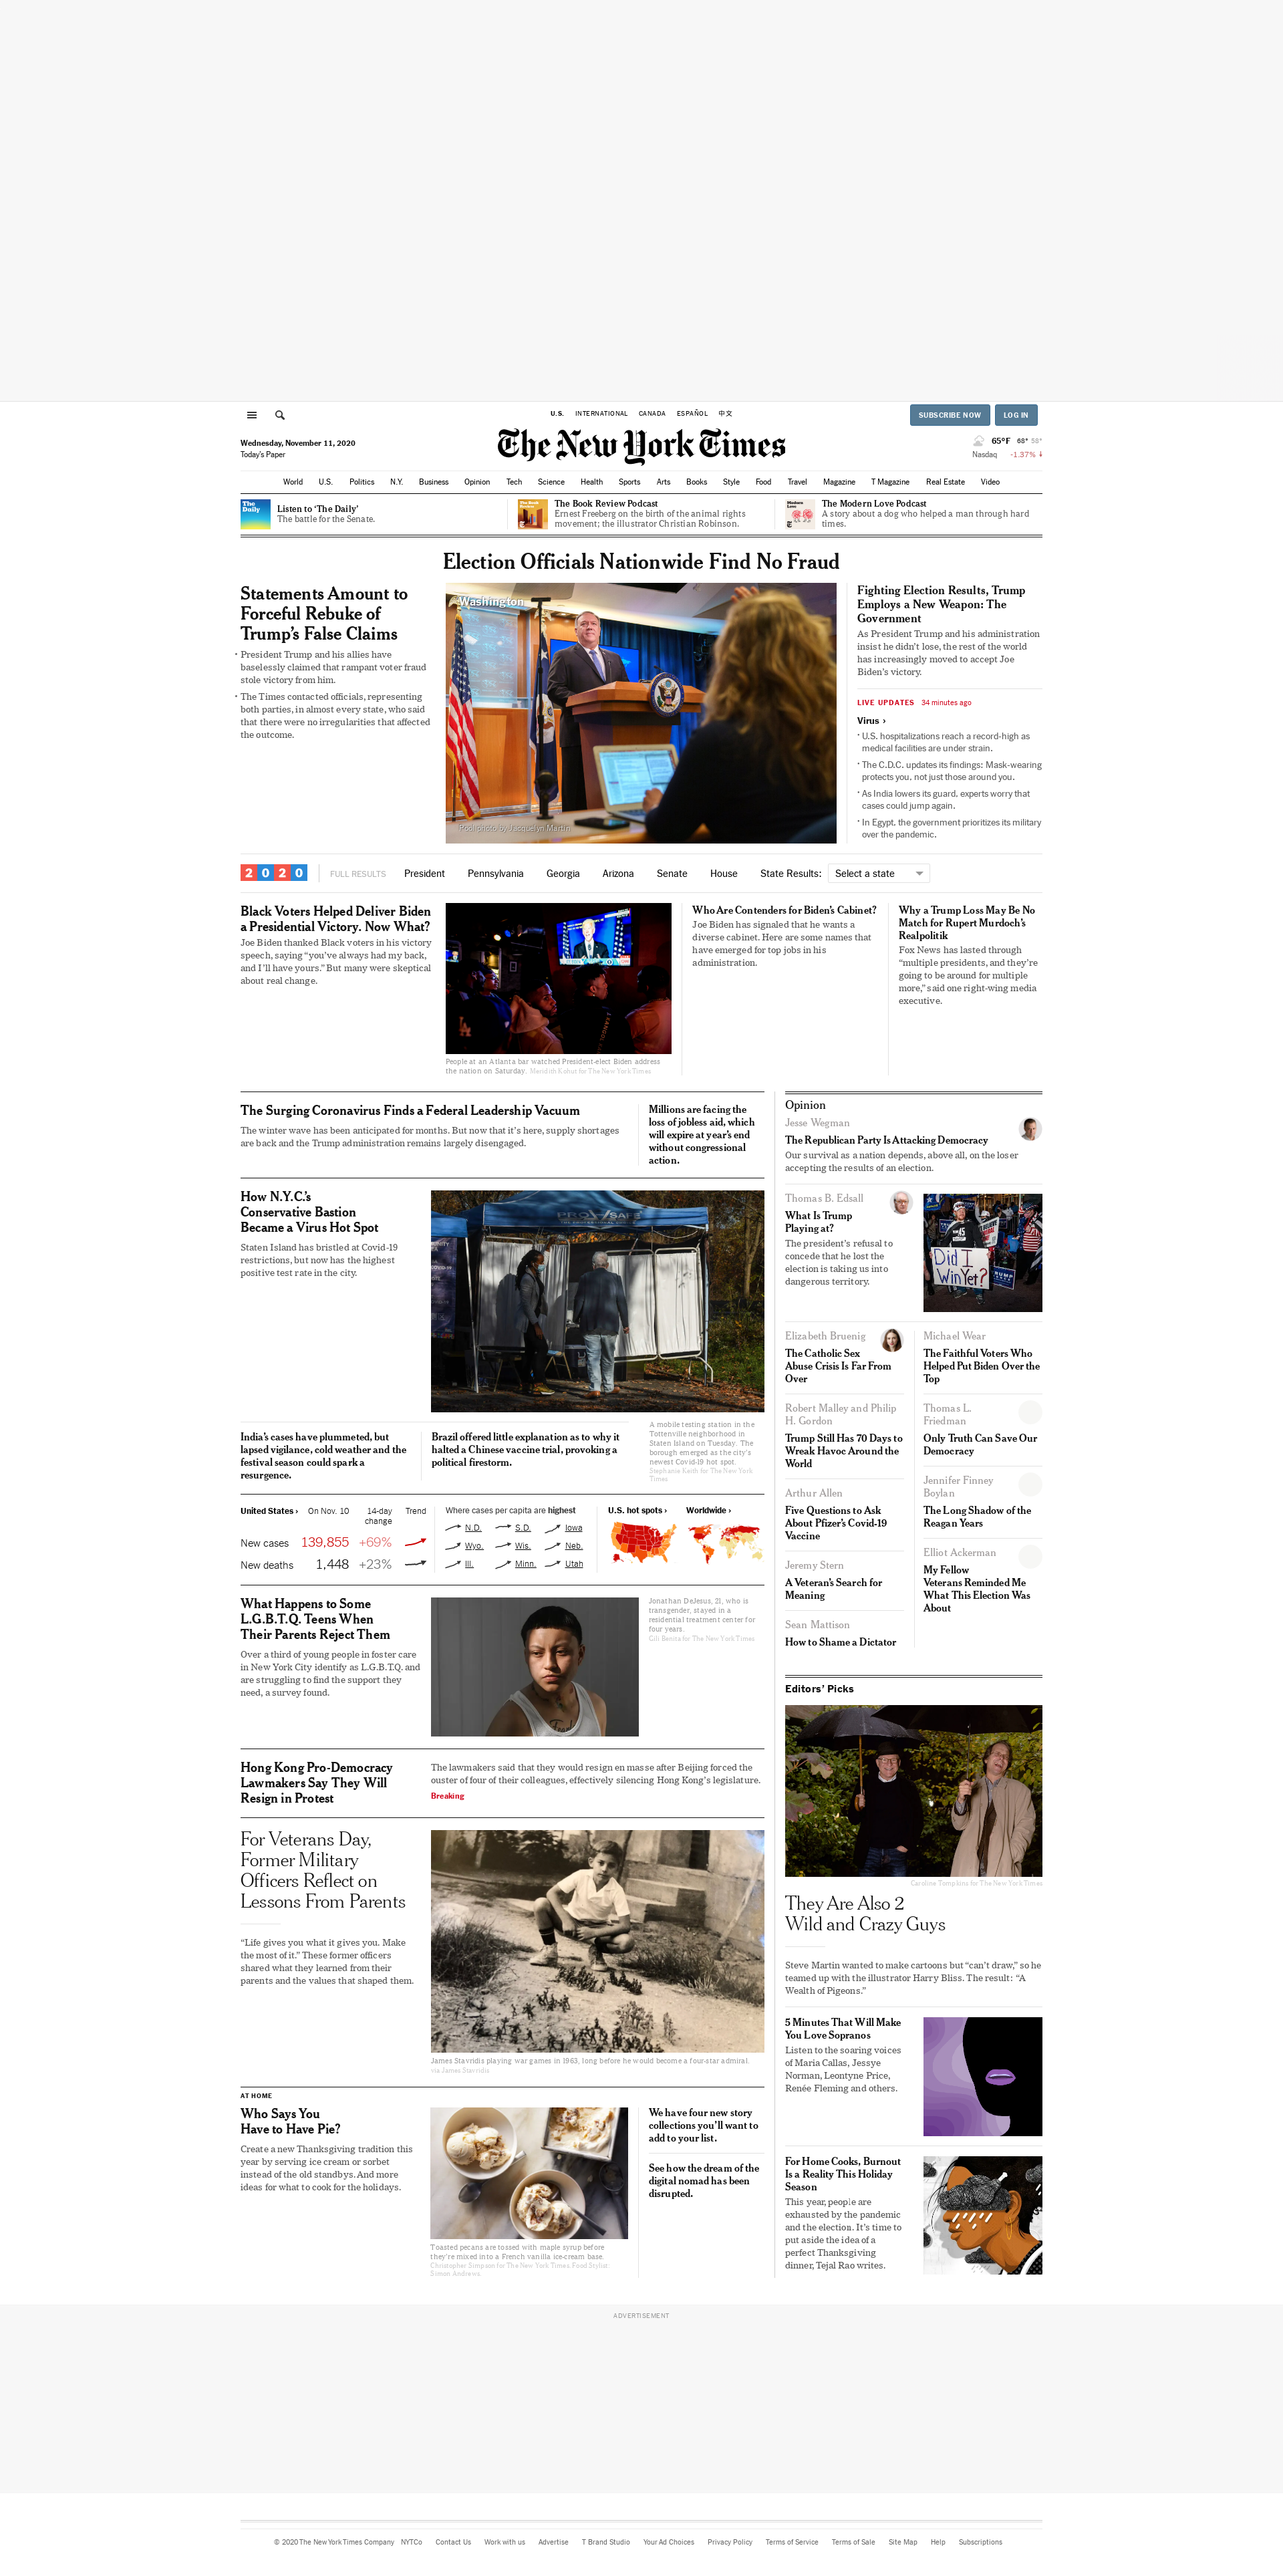 U.S. INTERNATIONAL CANADA ESPAÑOL 中文
SUBSCRIBE NOW
LOG IN
Wednesday, November 11, 2020
Today's Paper
The New York Times
65°F 68° 58°
Nasdaq -1.37%
World U.S. Politics N.Y. Business Opinion Tech Science Health Sports Arts Books Style Food Travel Magazine T Magazine Real Estate Video
The Daily
Listen to ‘The Daily’
The battle for the Senate.
The Book Review Podcast
Ernest Freeberg on the birth of the animal rights
movement; the illustrator Christian Robinson.
Modern Love
The Modern Love Podcast
A story about a dog who helped a man through hard
times.
Election Officials Nationwide Find No Fraud
Statements Amount to
Forceful Rebuke of
Trump’s False Claims
• President Trump and his allies have
baselessly claimed that rampant voter fraud
stole victory from him.
• The Times contacted officials, representing
both parties, in almost every state, who said
that there were no irregularities that affected
the outcome.
Washington
Pool photo by Jacquelyn Martin
Fighting Election Results, Trump
Employs a New Weapon: The
Government
As President Trump and his administration
insist he didn’t lose, the rest of the world
has increasingly moved to accept Joe
Biden’s victory.
LIVE UPDATES 34 minutes ago
Virus ›
• U.S. hospitalizations reach a record-high as
medical facilities are under strain.
• The C.D.C. updates its findings: Mask-wearing
protects you, not just those around you.
• As India lowers its guard, experts worry that
cases could jump again.
• In Egypt, the government prioritizes its military
over the pandemic.
2020
FULL RESULTS President Pennsylvania Georgia Arizona Senate House State Results: Select a state
Black Voters Helped Deliver Biden
a Presidential Victory. Now What?
Joe Biden thanked Black voters in his victory
speech, saying “you’ve always had my back,
and I’ll have yours.” But many were skeptical
about real change.
People at an Atlanta bar watched President-elect Biden address
the nation on Saturday. Meridith Kohut for The New York Times
Who Are Contenders for Biden’s Cabinet?
Joe Biden has signaled that he wants a
diverse cabinet. Here are some names that
have emerged for top jobs in his
administration.
Why a Trump Loss May Be No
Match for Rupert Murdoch’s
Realpolitik
Fox News has lasted through
“multiple presidents, and they’re
going to be around for multiple
more,” said one right-wing media
executive.
The Surging Coronavirus Finds a Federal Leadership Vacuum
The winter wave has been anticipated for months. But now that it’s here, supply shortages
are back and the Trump administration remains largely disengaged.
Millions are facing the
loss of jobless aid, which
will expire at year’s end
without congressional
action.
How N.Y.C.’s
Conservative Bastion
Became a Virus Hot Spot
Staten Island has bristled at Covid-19
restrictions, but now has the highest
positive test rate in the city.
India’s cases have plummeted, but
lapsed vigilance, cold weather and the
festival season could spark a
resurgence.
Brazil offered little explanation as to why it
halted a Chinese vaccine trial, provoking a
political firestorm.
A mobile testing station in the
Tottenville neighborhood in
Staten Island on Tuesday. The
borough emerged as the city’s
newest Covid-19 hot spot.
Stephanie Keith for The New York
Times
United States › On Nov. 10 14-day change Trend
New cases 139,855 +69%
New deaths 1,448 +23%
Where cases per capita are highest
N.D. S.D. Iowa
Wyo. Wis. Neb.
Ill. Minn. Utah
U.S. hot spots › Worldwide ›
What Happens to Some
L.G.B.T.Q. Teens When
Their Parents Reject Them
Over a third of young people in foster care
in New York City identify as L.G.B.T.Q. and
are struggling to find the support they
need, a survey found.
Jonathan DeJesus, 21, who is
transgender, stayed in a
residential treatment center for
four years.
Gili Benita for The New York Times
Hong Kong Pro-Democracy
Lawmakers Say They Will
Resign in Protest
The lawmakers said that they would resign en masse after Beijing forced the
ouster of four of their colleagues, effectively silencing Hong Kong’s legislature.
Breaking
For Veterans Day,
Former Military
Officers Reflect on
Lessons From Parents
“Life gives you what it gives you. Make
the most of it.” These former officers
shared what they learned from their
parents and the values that shaped them.
James Stavridis playing war games in 1963, long before he would become a four-star admiral.
via James Stavridis
AT HOME
Who Says You
Have to Have Pie?
Create a new Thanksgiving tradition this
year by serving ice cream or sorbet
instead of the old standbys. And more
ideas for what to cook for the holidays.
Toasted pecans are tossed with maple syrup before
they’re mixed into a French vanilla ice-cream base.
Christopher Simpson for The New York Times. Food Stylist:
Simon Andrews.
We have four new story
collections you’ll want to
add to your list.
See how the dream of the
digital nomad has been
disrupted.
Opinion
Jesse Wegman
The Republican Party Is Attacking Democracy
Our survival as a nation depends, above all, on the loser
accepting the results of an election.
Thomas B. Edsall
What Is Trump
Playing at?
The president’s refusal to
concede that he lost the
election is taking us into
dangerous territory.
Did I
Win Yet?
TRUMP
Elizabeth Bruenig
The Catholic Sex
Abuse Crisis Is Far From
Over
Robert Malley and Philip
H. Gordon
Trump Still Has 70 Days to
Wreak Havoc Around the
World
Arthur Allen
Five Questions to Ask
About Pfizer’s Covid-19
Vaccine
Jeremy Stern
A Veteran’s Search for
Meaning
Sean Mattison
How to Shame a Dictator
Michael Wear
The Faithful Voters Who
Helped Put Biden Over the
Top
Thomas L.
Friedman
Only Truth Can Save Our
Democracy
Jennifer Finney
Boylan
The Long Shadow of the
Reagan Years
Elliot Ackerman
My Fellow
Veterans Reminded Me
What This Election Was
About
Editors’ Picks
Caroline Tompkins for The New York Times
They Are Also 2
Wild and Crazy Guys
Steve Martin wanted to make cartoons but “can’t draw,” so he
teamed up with the illustrator Harry Bliss. The result: “A
Wealth of Pigeons.”
5 Minutes That Will Make
You Love Sopranos
Listen to the soaring voices
of Maria Callas, Jessye
Norman, Leontyne Price,
Renée Fleming and others.
For Home Cooks, Burnout
Is a Reality This Holiday
Season
This year, people are
exhausted by the pandemic
and the election. It’s time to
put aside the idea of a
perfect Thanksgiving
dinner, Tejal Rao writes.
ADVERTISEMENT
© 2020 The New York Times Company NYTCo Contact Us Work with us Advertise T Brand Studio Your Ad Choices Privacy Policy Terms of Service Terms of Sale Site Map Help Subscriptions